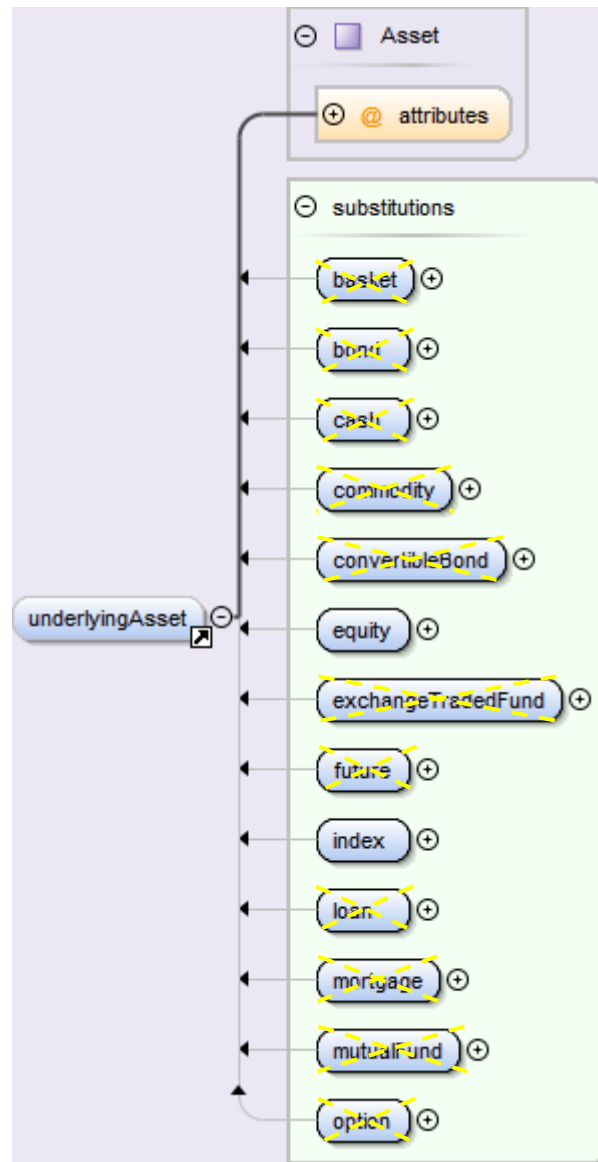 Asset
@ attributes
substitutions
basket
bond
cash
commodity
convertibleBond
underlyingAsset
equity
exchangeTradedFund
future
index
loan
mortgage
mutualFund
option